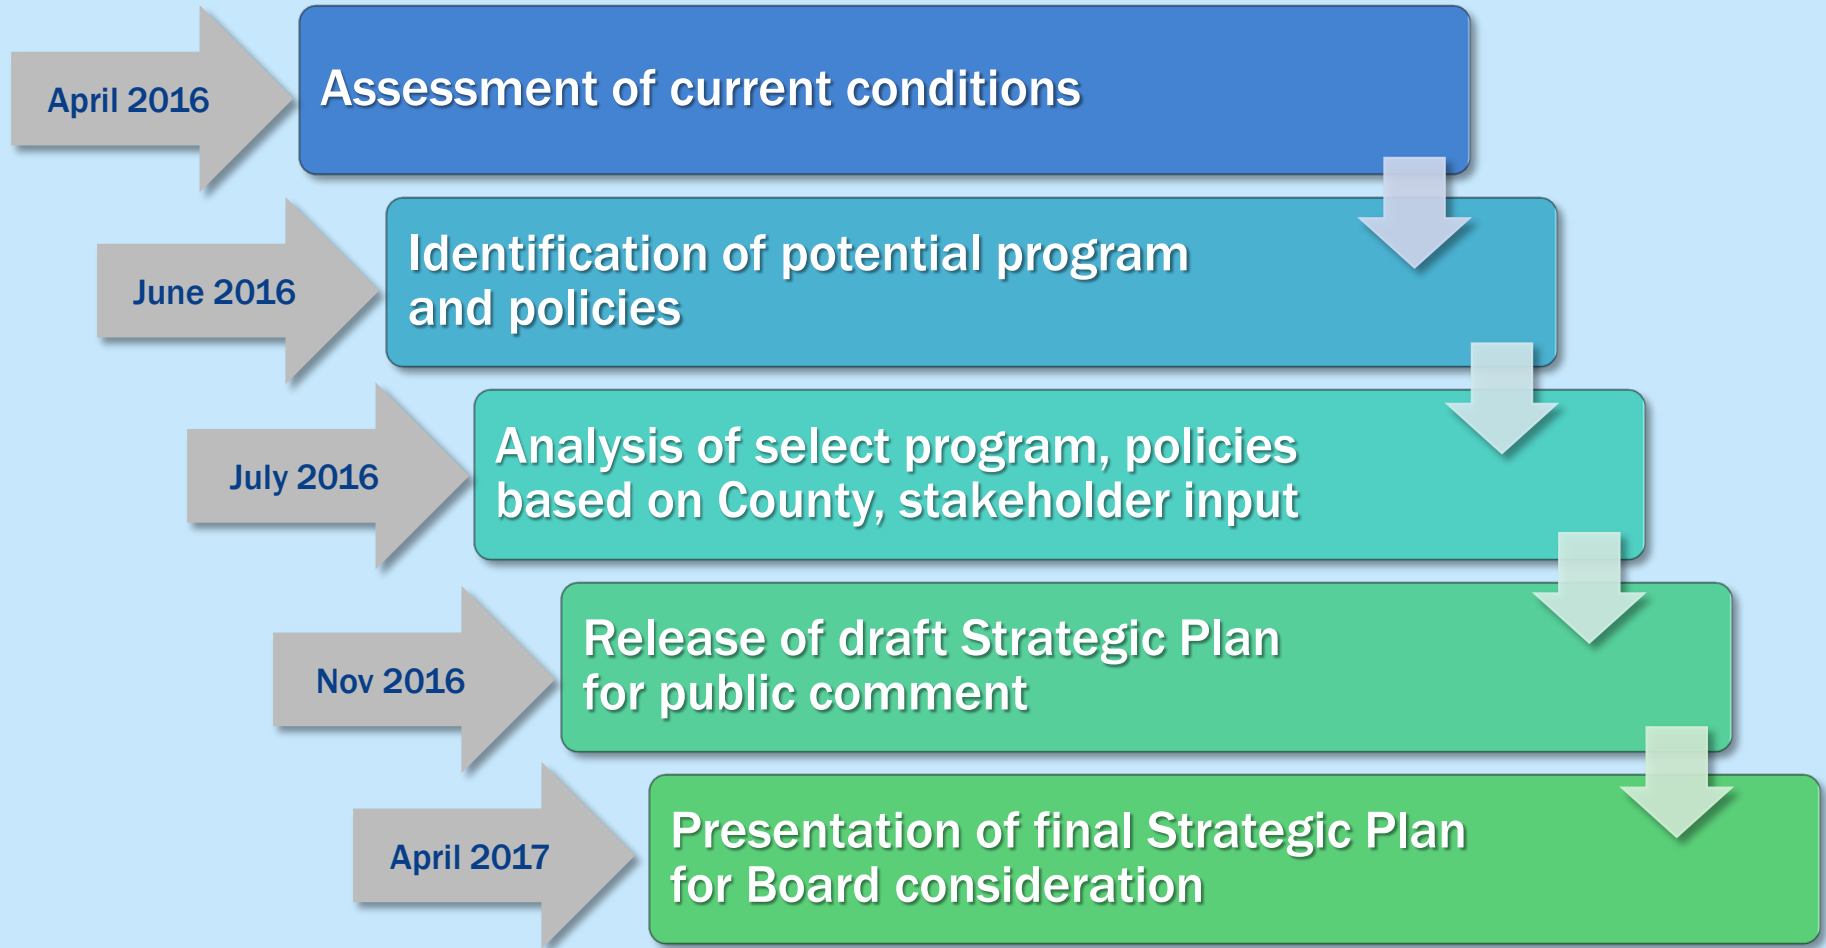 April 2016
Assessment of current conditions
June 2016
Identification of potential program
and policies
July 2016
Analysis of select program, policies
based on County, stakeholder input
Nov 2016
Release of draft Strategic Plan
for public comment
April 2017
Presentation of final Strategic Plan
for Board consideration